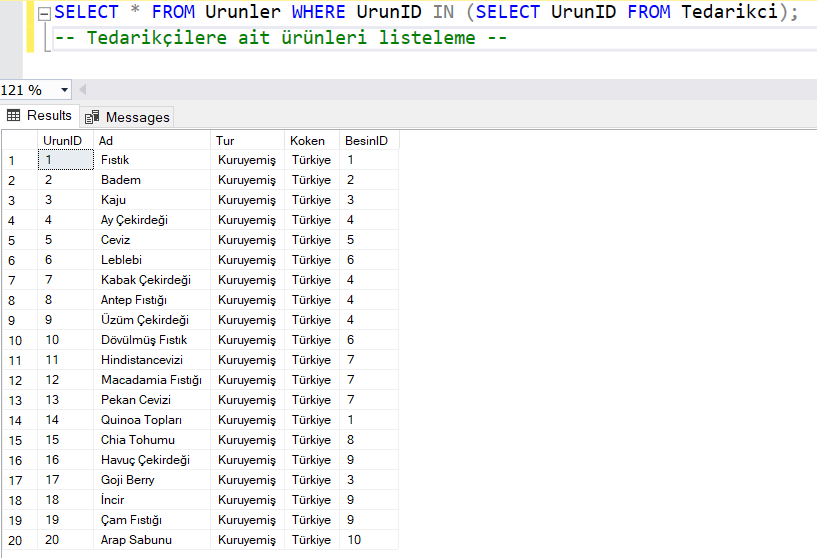 SELECT * FROM Urunler WHERE UrunID IN (SELECT UrunID FROM Tedarikci);
-- Tedarikçilere ait ürünleri listeleme --
121 %
Results Messages
UrunID Ad Tur Koken BesinID
1 1 Fıstık Kuruyemiş Türkiye 1
2 2 Badem Kuruyemiş Türkiye 2
3 3 Kaju Kuruyemiş Türkiye 3
4 4 Ay Çekirdeği Kuruyemiş Türkiye 4
5 5 Ceviz Kuruyemiş Türkiye 5
6 6 Leblebi Kuruyemiş Türkiye 6
7 7 Kabak Çekirdeği Kuruyemiş Türkiye 4
8 8 Antep Fıstığı Kuruyemiş Türkiye 4
9 9 Üzüm Çekirdeği Kuruyemiş Türkiye 4
10 10 Dövülmüş Fıstık Kuruyemiş Türkiye 6
11 11 Hindistancevizi Kuruyemiş Türkiye 7
12 12 Macadamia Fıstığı Kuruyemiş Türkiye 7
13 13 Pekan Cevizi Kuruyemiş Türkiye 7
14 14 Quinoa Topları Kuruyemiş Türkiye 1
15 15 Chia Tohumu Kuruyemiş Türkiye 8
16 16 Havuç Çekirdeği Kuruyemiş Türkiye 9
17 17 Goji Berry Kuruyemiş Türkiye 3
18 18 İncir Kuruyemiş Türkiye 9
19 19 Çam Fıstığı Kuruyemiş Türkiye 9
20 20 Arap Sabunu Kuruyemiş Türkiye 10